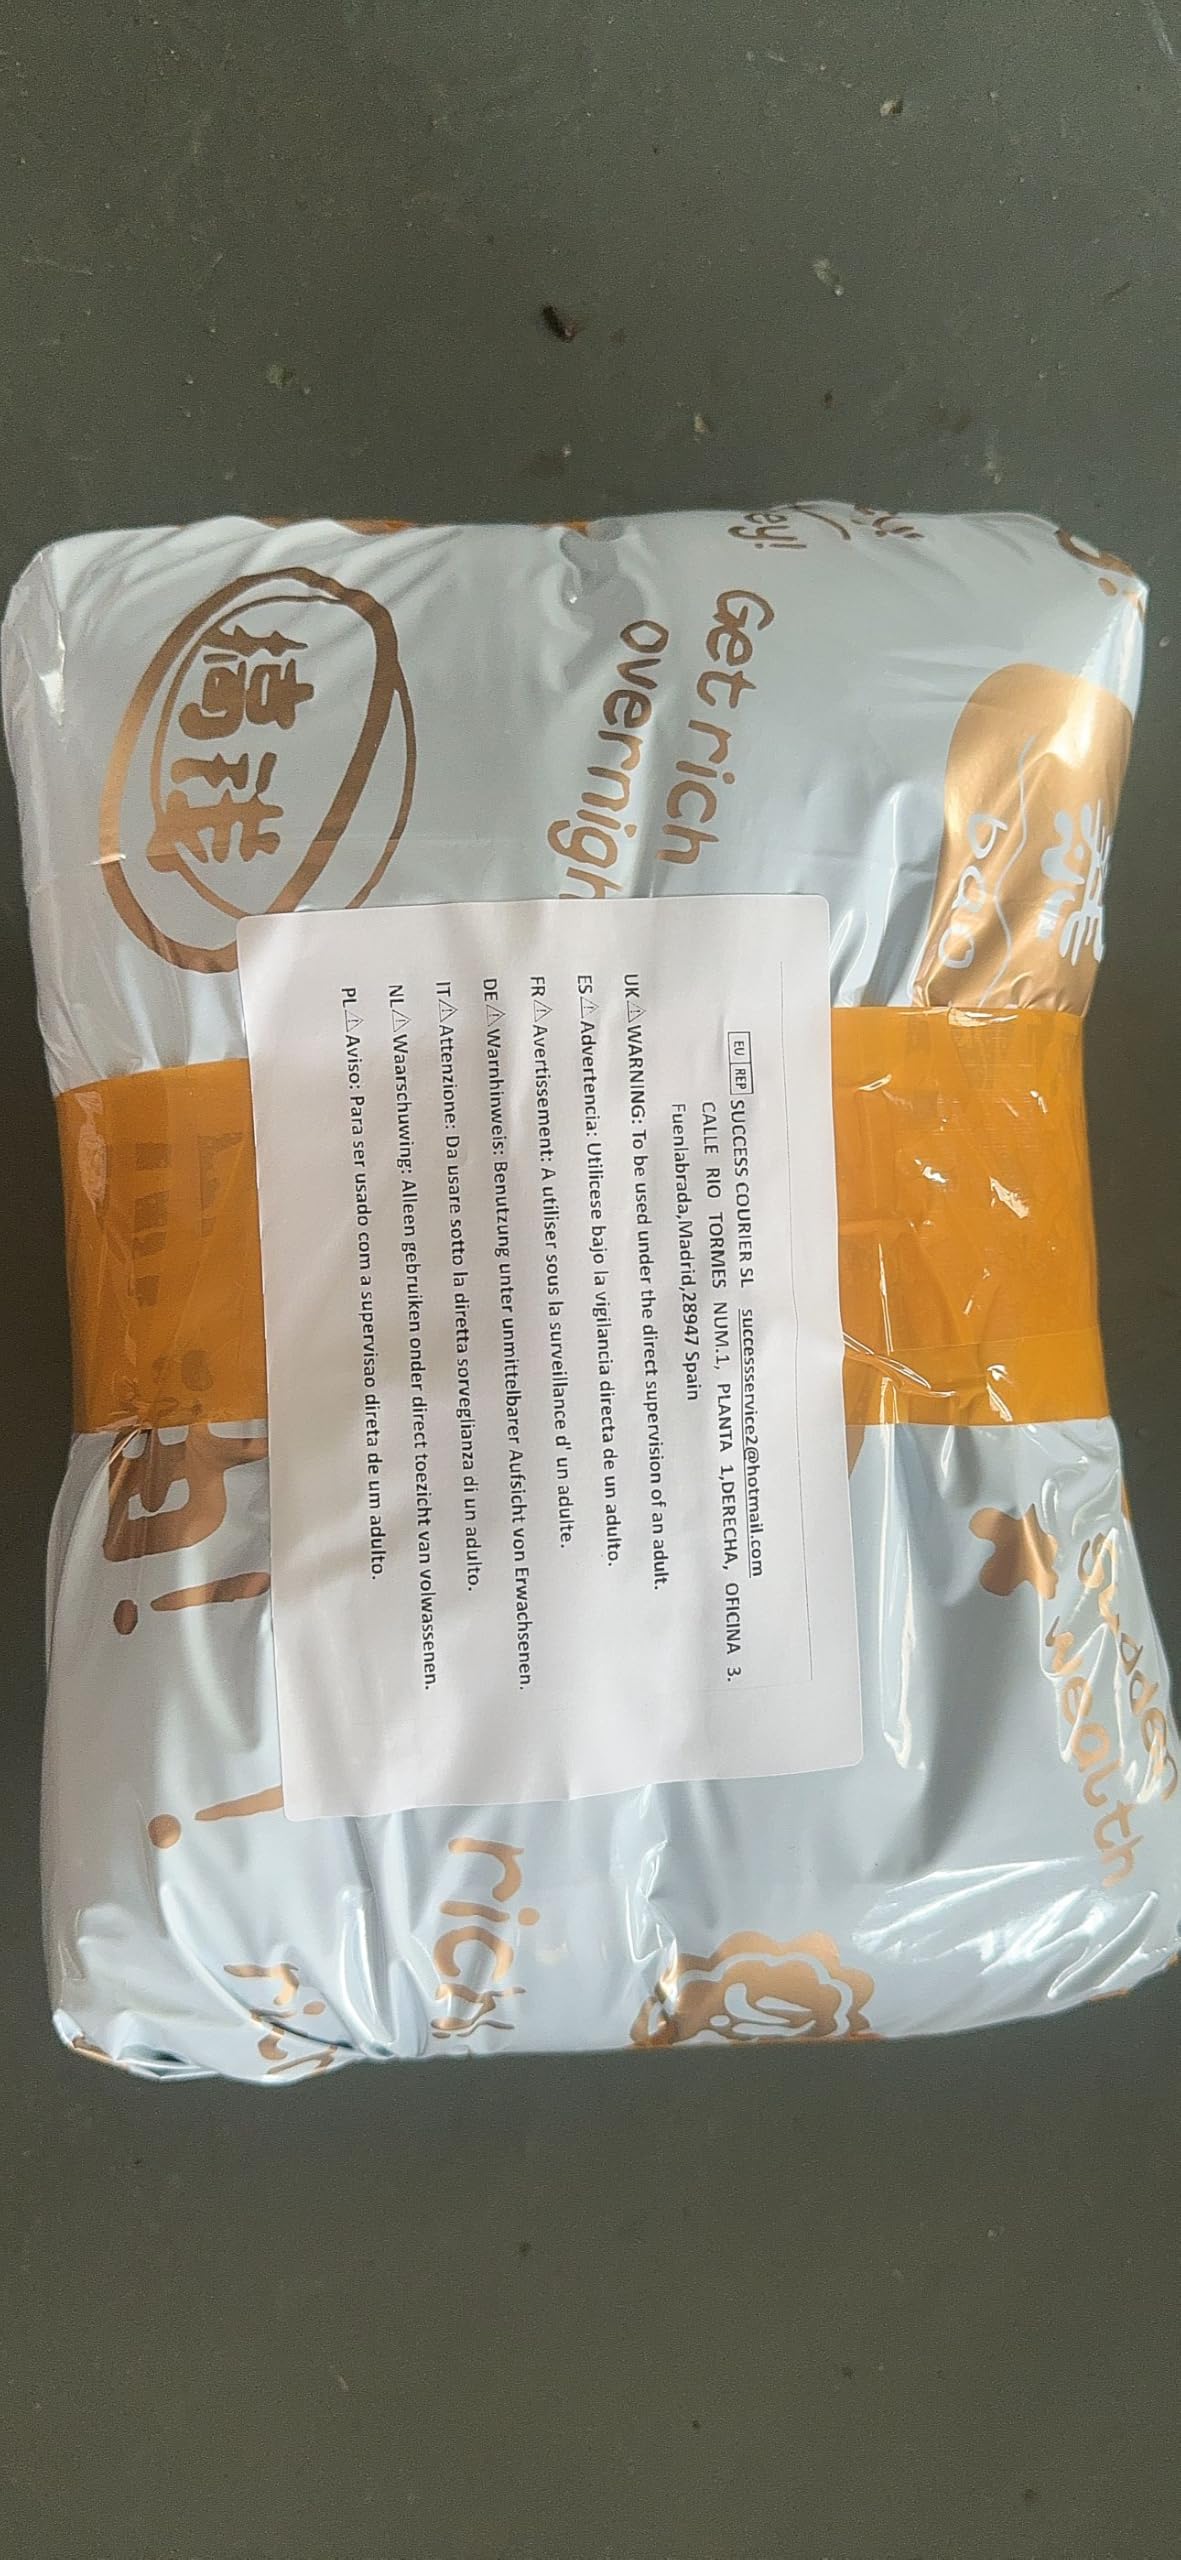 Get rich
overnigh
搞钱
bao
Sudden
wealth
EU REP SUCCESS COURIER SL successservice2@hotmail.com
CALLE RIO TORMES NUM.1, PLANTA 1,DERECHA, OFICINA 3.
Fuenlabrada,Madrid,28947 Spain
UK⚠WARNING: To be used under the direct supervision of an adult.
ES⚠Advertencia: Utilicese bajo la vigilancia directa de un adulto.
FR⚠Avertissement: A utiliser sous la surveillance d' un adulte.
DE⚠Warnhinweis: Benutzung unter unmittelbarer Aufsicht von Erwachsenen.
IT⚠Attenzione: Da usare sotto la diretta sorveglianza di un adulto.
NL⚠Waarschuwing: Alleen gebruiken onder direct toezicht van volwassenen.
PL⚠Aviso: Para ser usado com a supervisao direta de um adulto.
rich